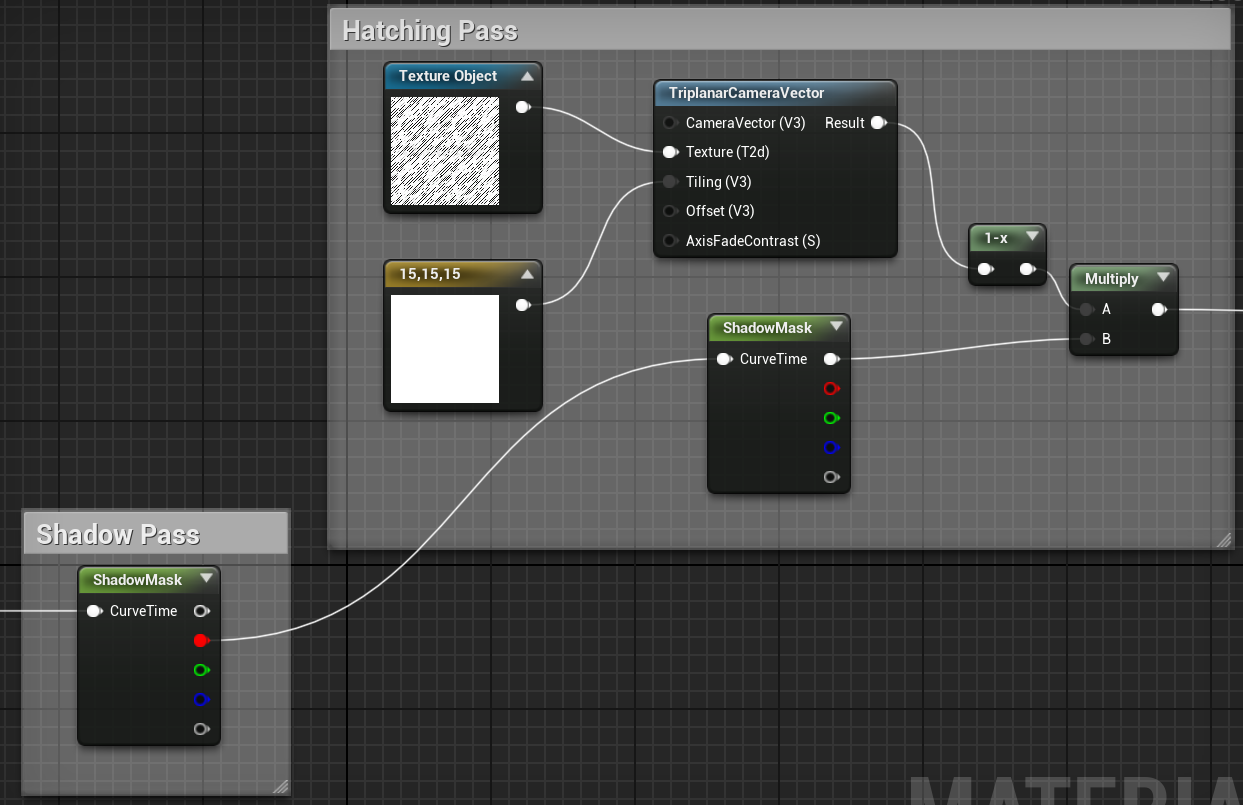 Hatching Pass
Texture Object
TriplanarCameraVector
CameraVector (V3) Result
Texture (T2d)
Tiling (V3)
Offset (V3)
AxisFadeContrast (S)
1-x
15,15,15
Multiply
A
B
ShadowMask
CurveTime
Shadow Pass
ShadowMask
CurveTime